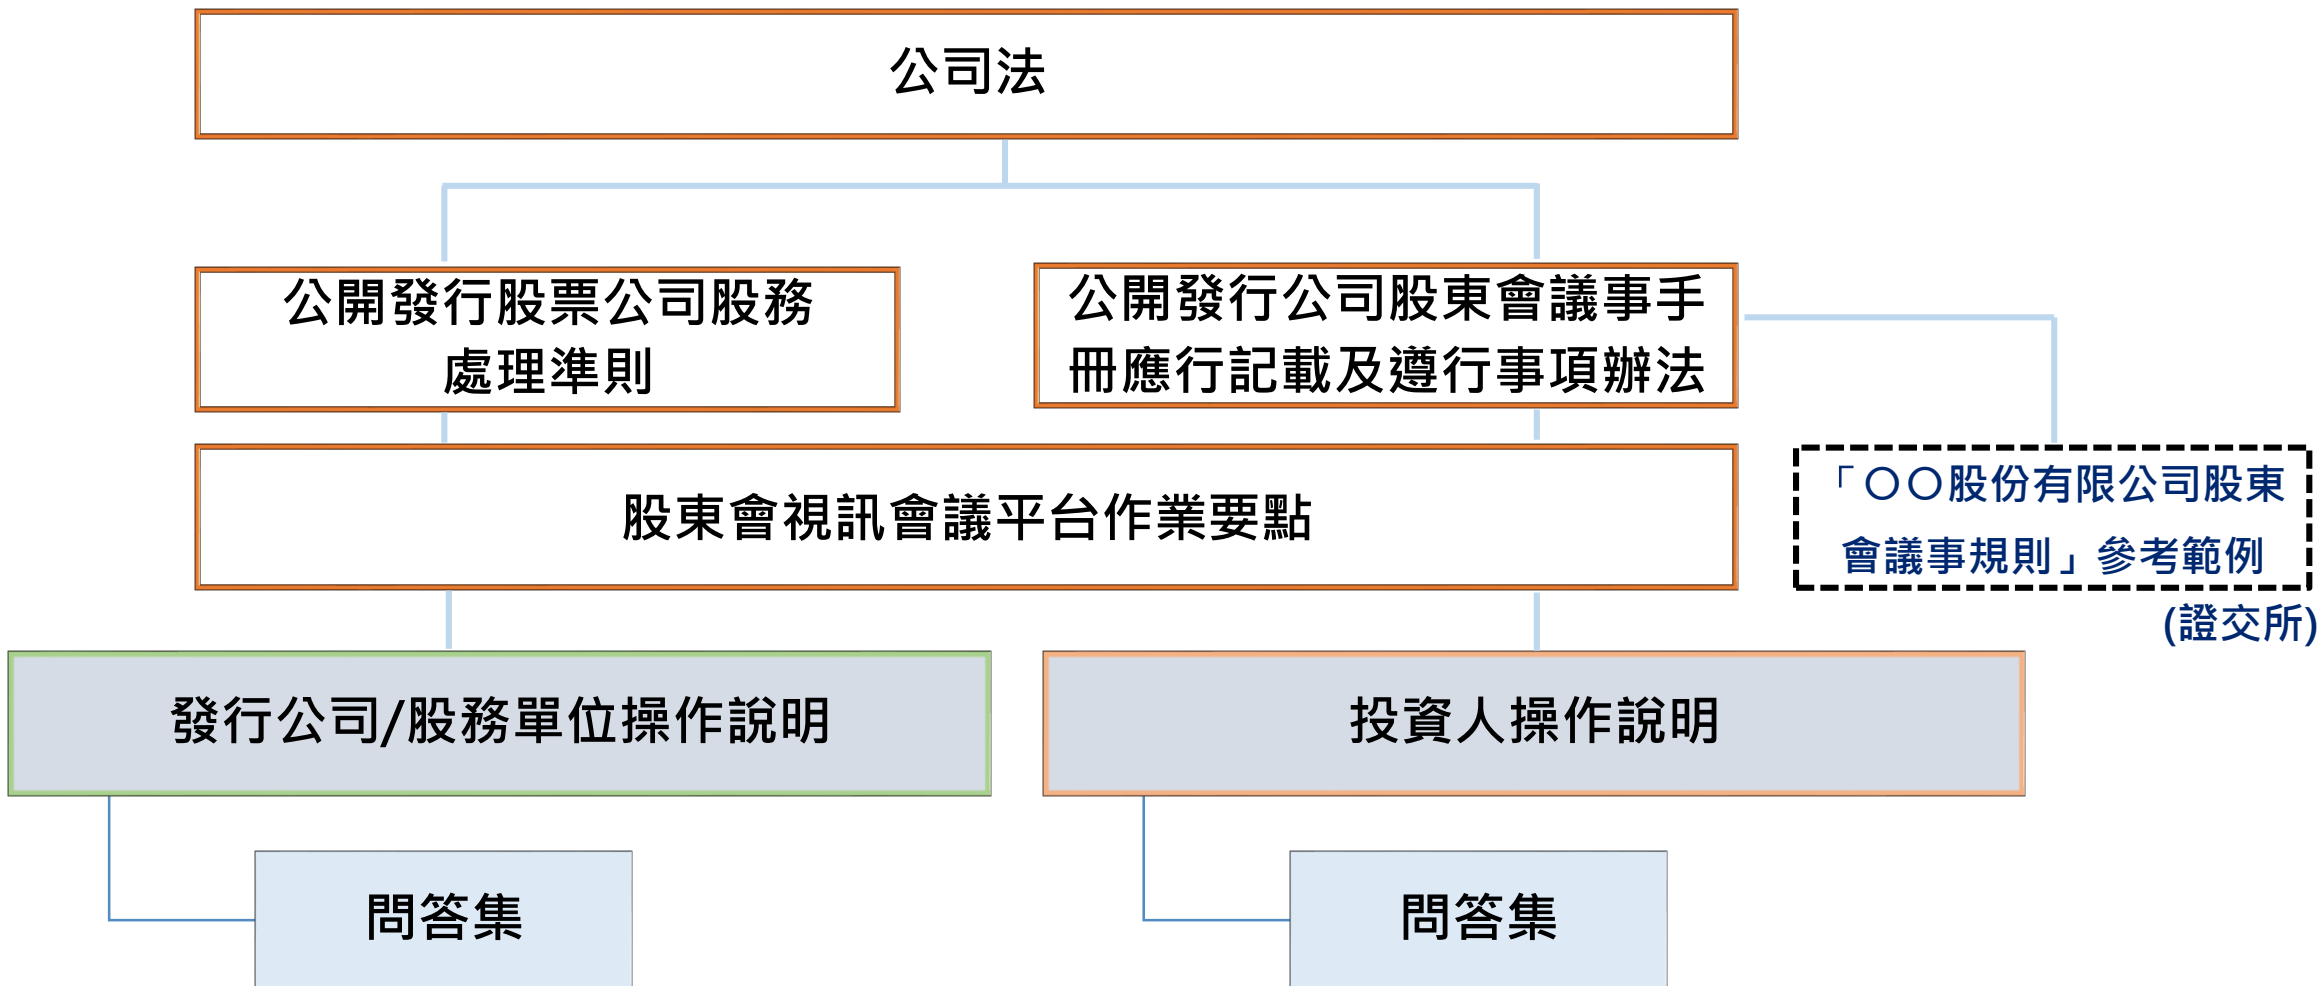 公司法
公開發行股票公司股務
處理準則
公開發行公司股東會議事手
冊應行記載及遵行事項辦法
股東會視訊會議平台作業要點
「〇〇股份有限公司股東
會議事規則」參考範例
(證交所)
發行公司/股務單位操作說明
投資人操作說明
問答集
問答集